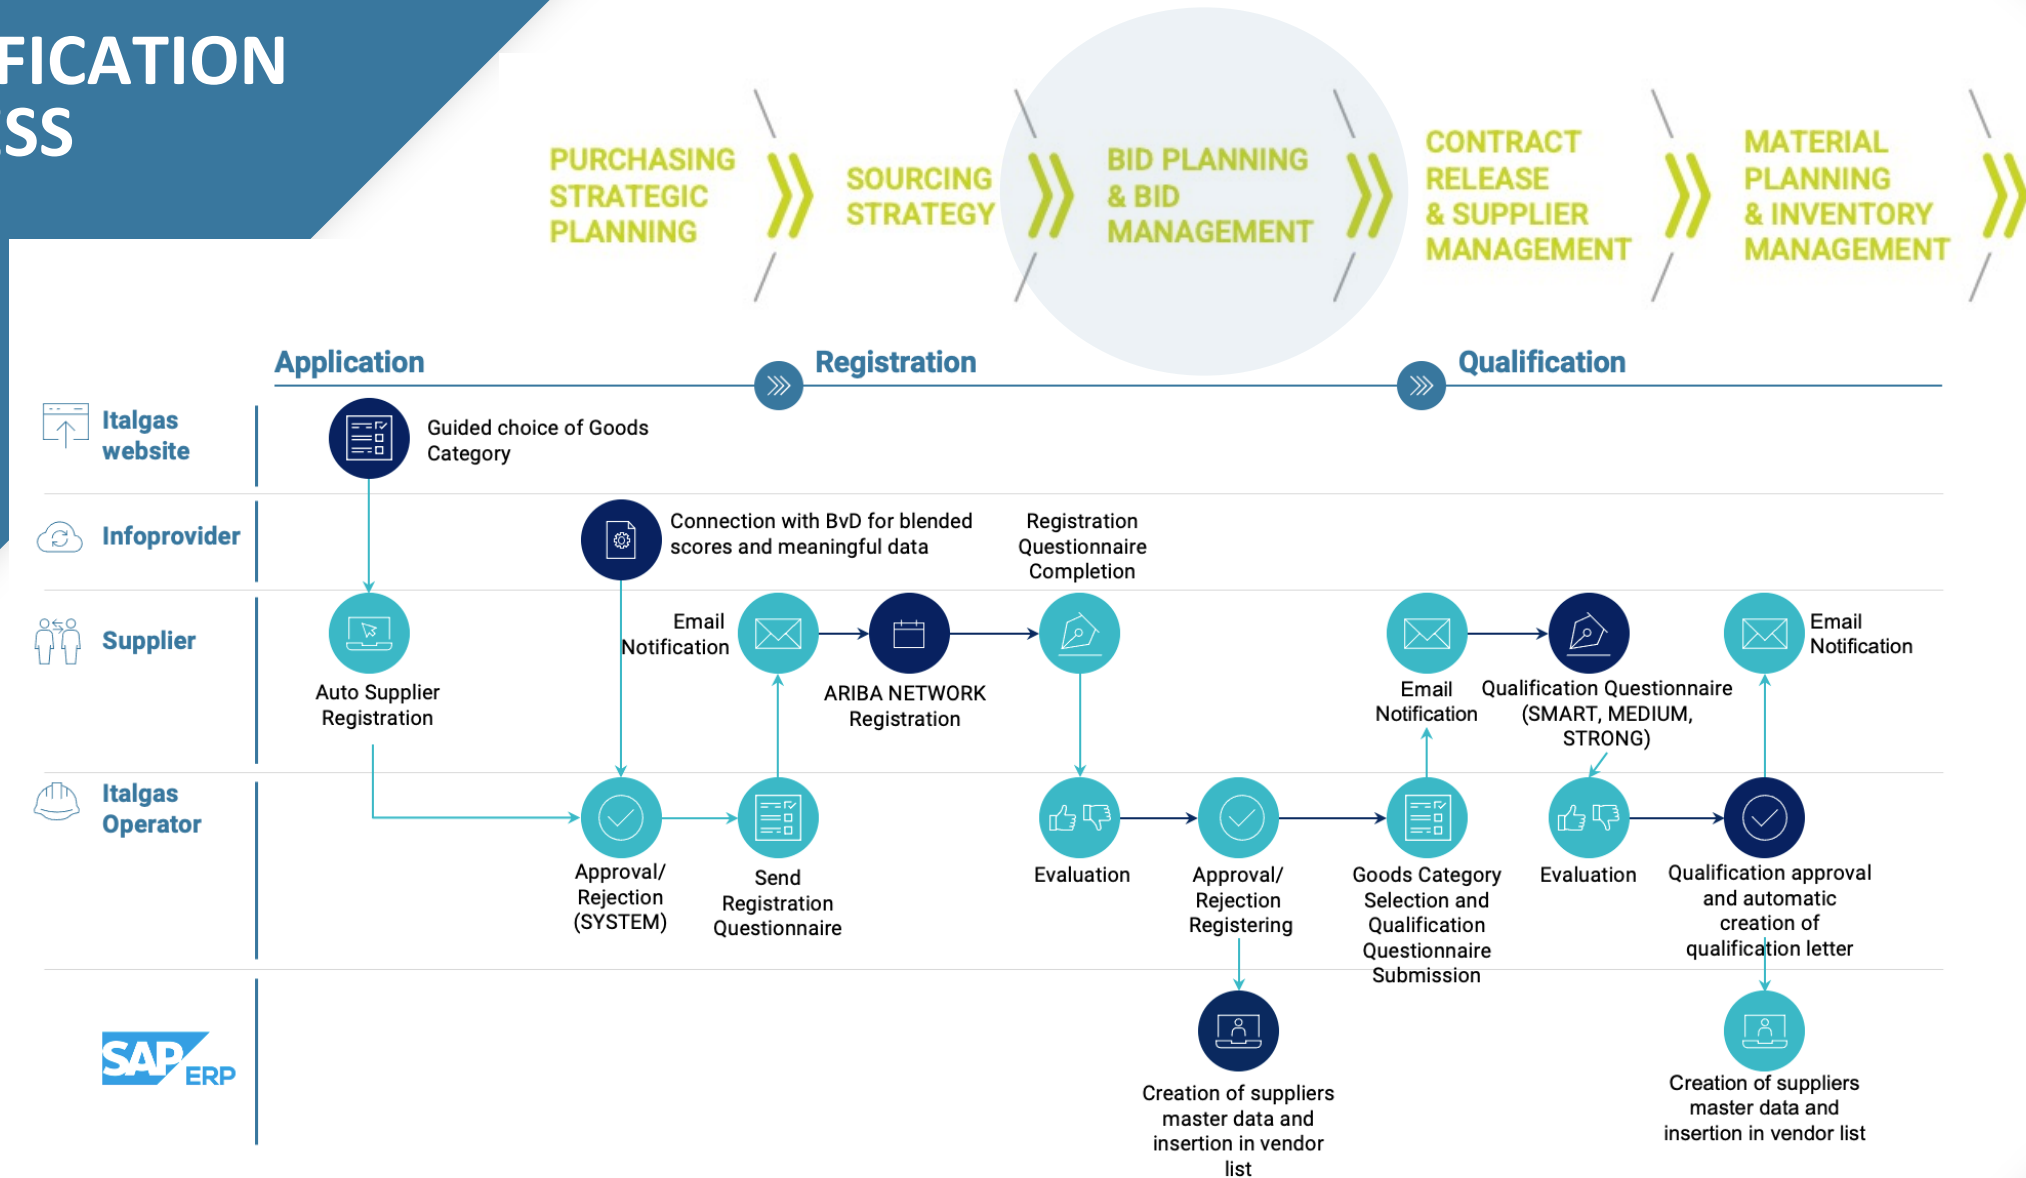 FICATION
ESS
PURCHASING
STRATEGIC
PLANNING
SOURCING
STRATEGY
BID PLANNING
& BID
MANAGEMENT
CONTRACT
RELEASE
& SUPPLIER
MANAGEMENT
MATERIAL
PLANNING
& INVENTORY
MANAGEMENT
Application
Registration
Qualification
Italgas
website
Guided choice of Goods
Category
Infoprovider
Connection with BvD for blended
scores and meaningful data
Registration
Questionnaire
Completion
Supplier
Auto Supplier
Registration
Email
Notification
ARIBA NETWORK
Registration
Email
Notification
Qualification Questionnaire
(SMART, MEDIUM,
STRONG)
Email
Notification
Italgas
Operator
Approval/
Rejection
(SYSTEM)
Send
Registration
Questionnaire
Evaluation
Approval/
Rejection
Registering
Goods Category
Selection and
Qualification
Questionnaire
Submission
Evaluation
Qualification approval
and automatic
creation of
qualification letter
SAP ERP
Creation of suppliers
master data and
insertion in vendor
list
Creation of suppliers
master data and
insertion in vendor list